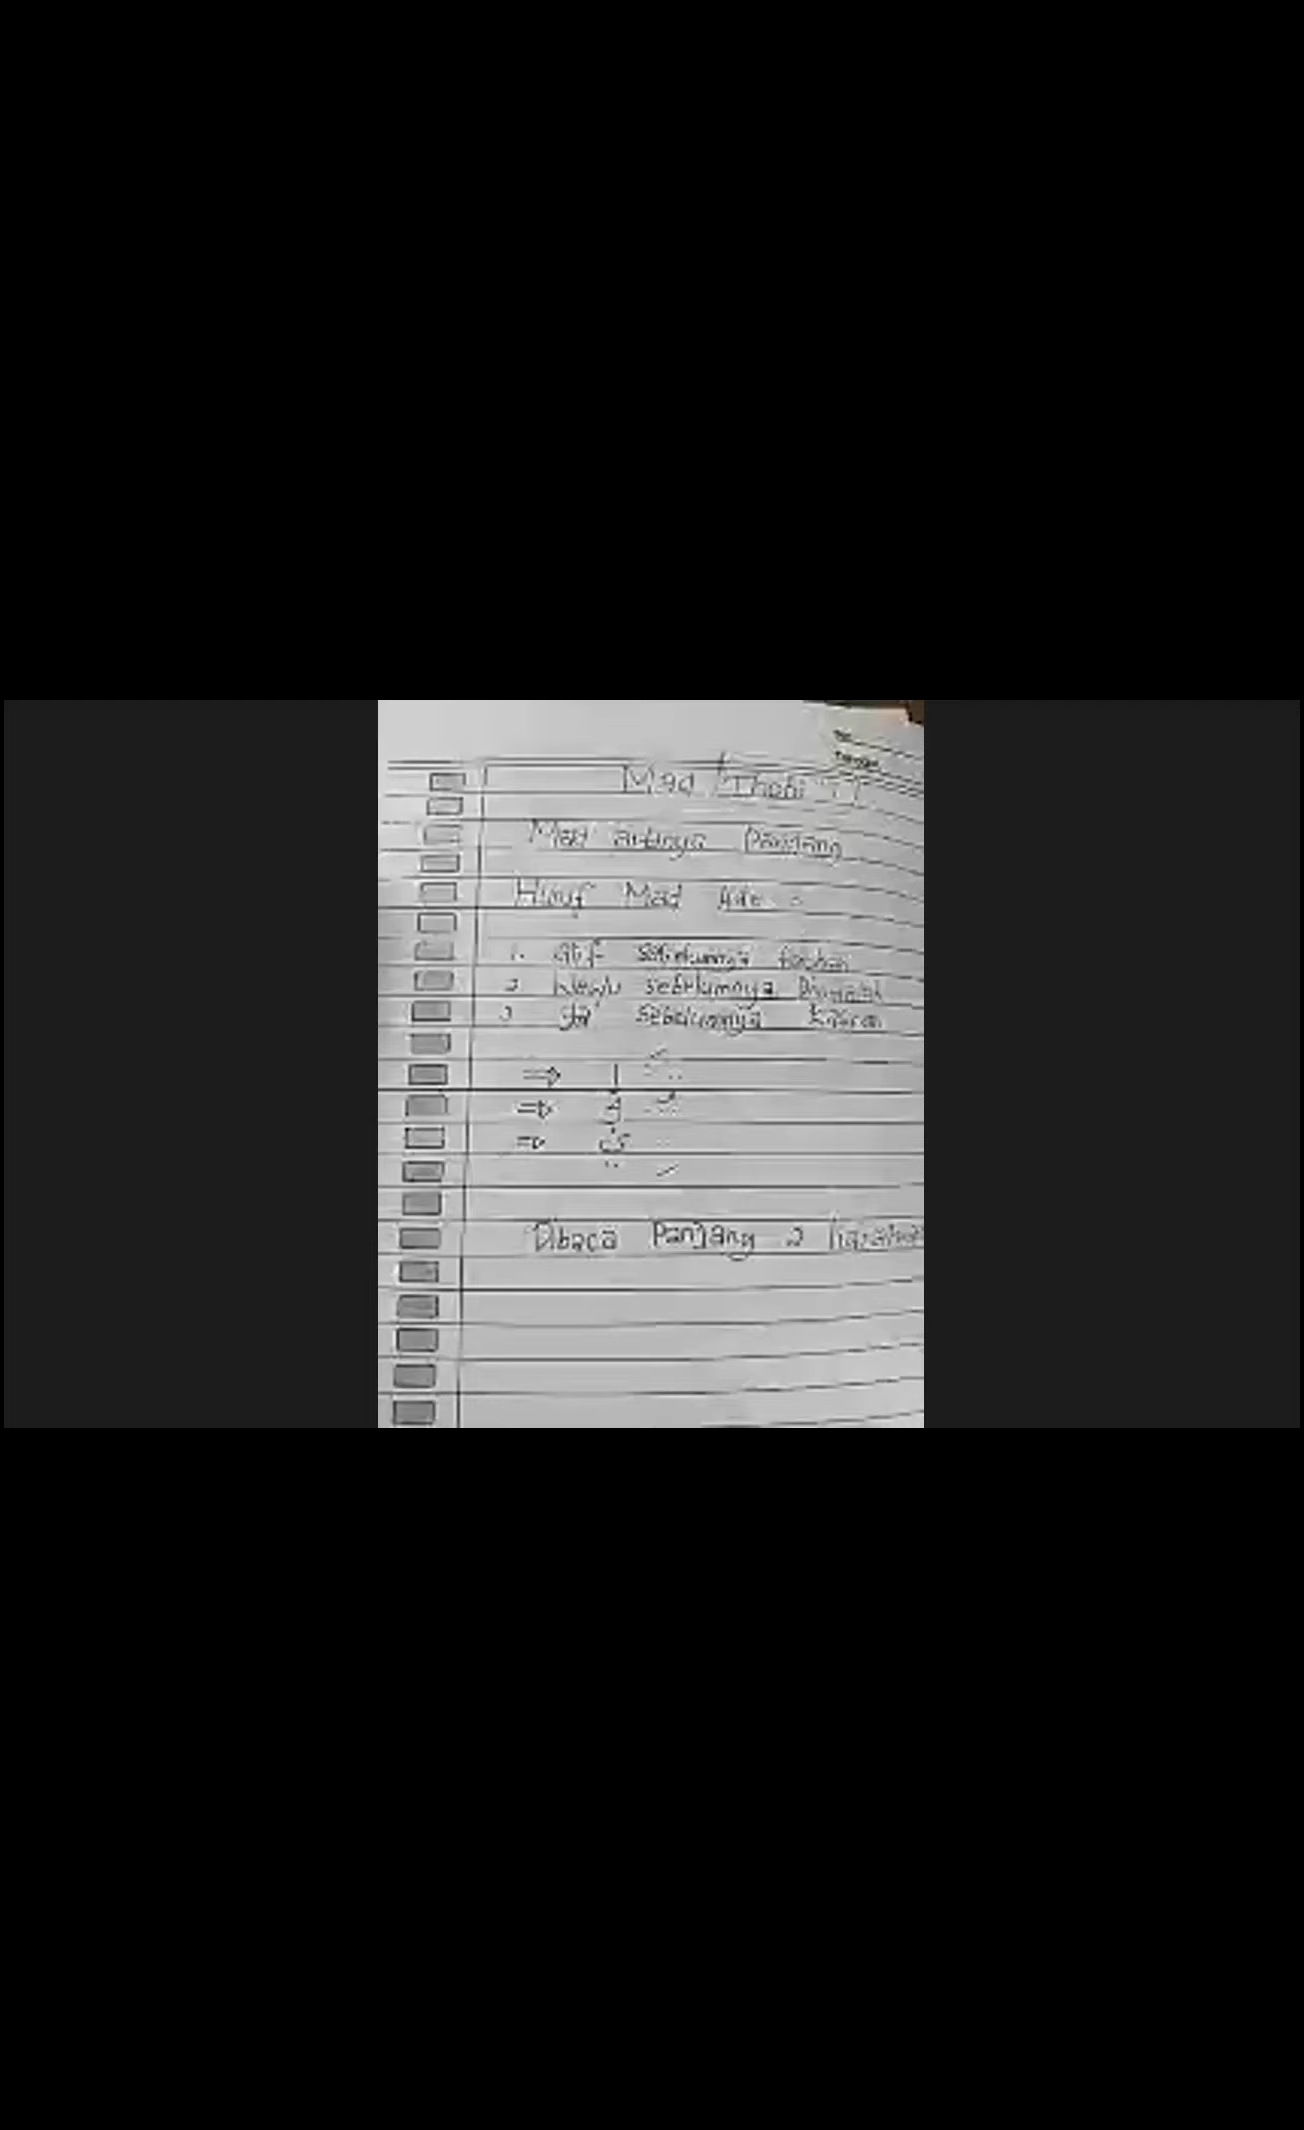 Mad Thobi'i
Mad artinya Panjang
Huruf Mad Ada :
1. alif sebelumnya fathah
2 wawu sebelumnya Dhommah
3 ya' sebelumnya kasroh
⇒ ا
⇒ و
⇒ ي
Dibaca Panjang 2 harakat